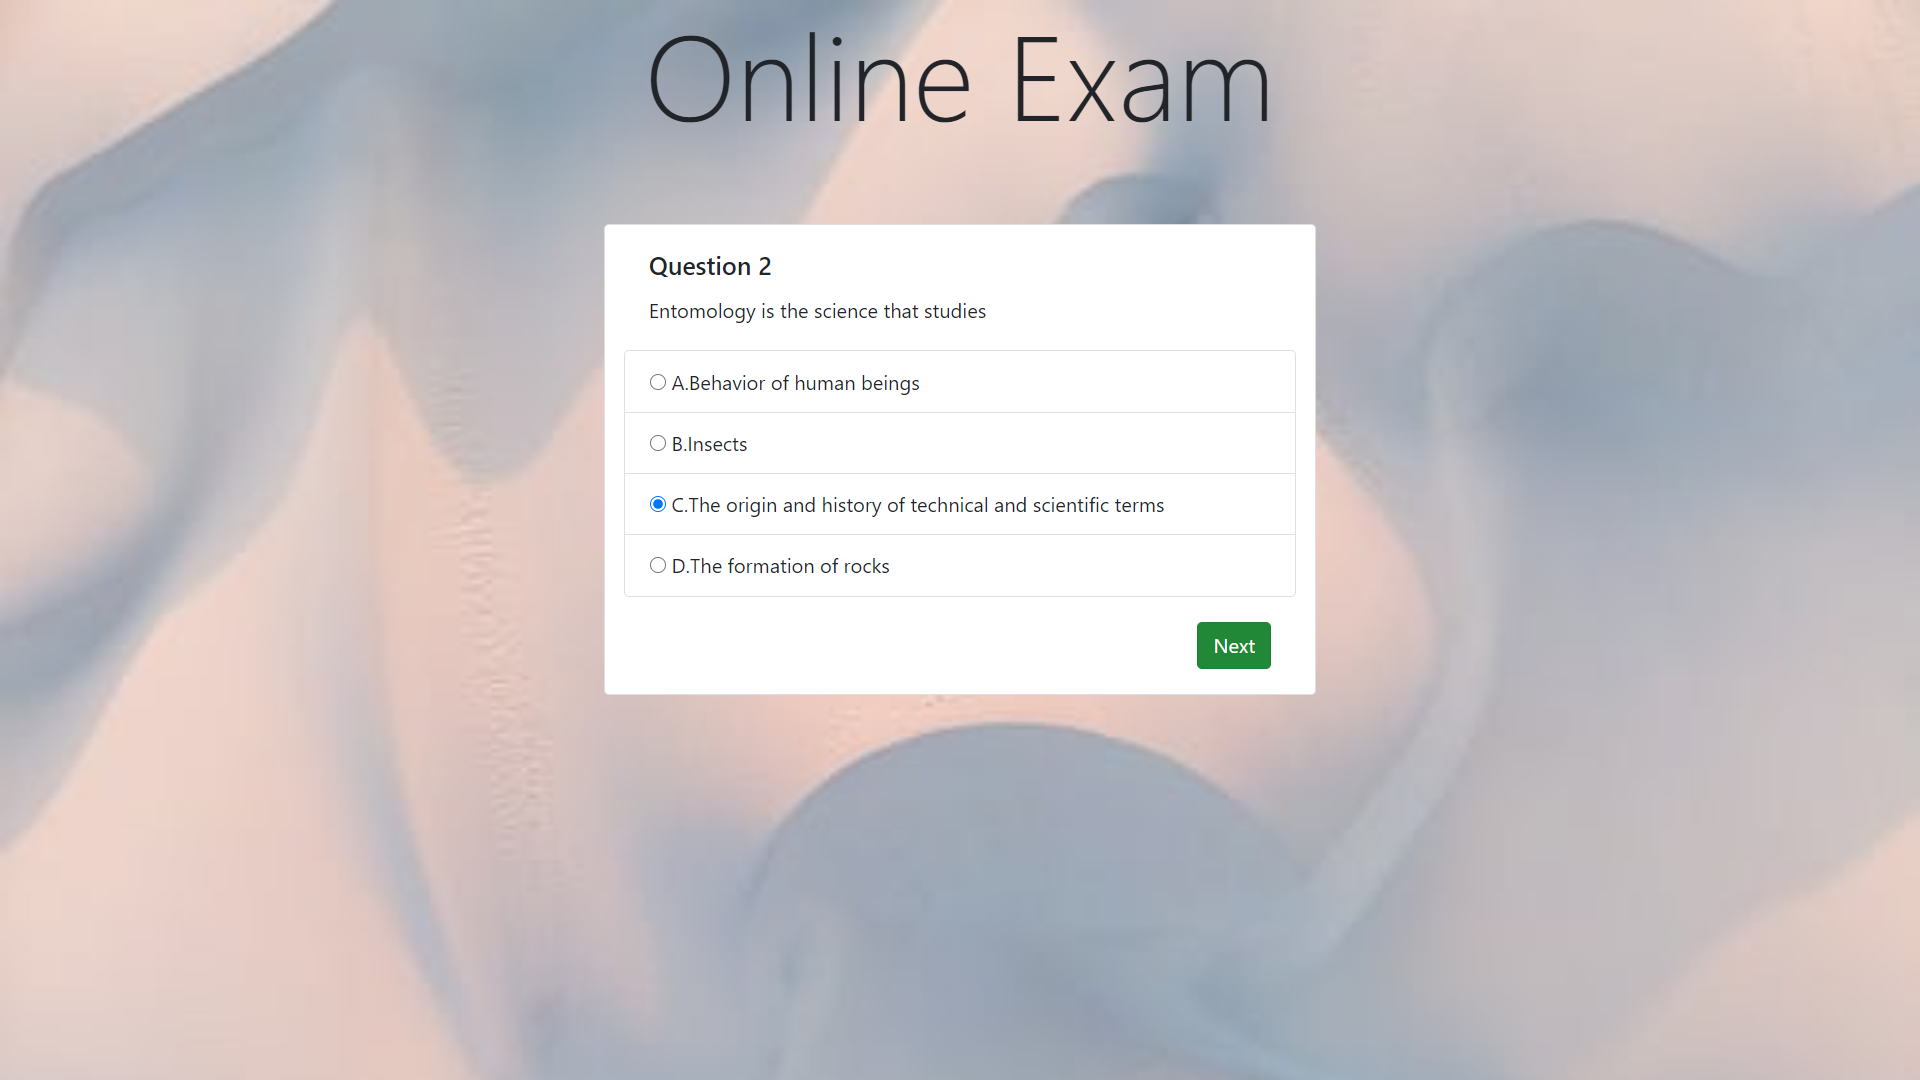 Online Exam
Question 2
Entomology is the science that studies
A.Behavior of human beings
B.Insects
C.The origin and history of technical and scientific terms
D.The formation of rocks
Next